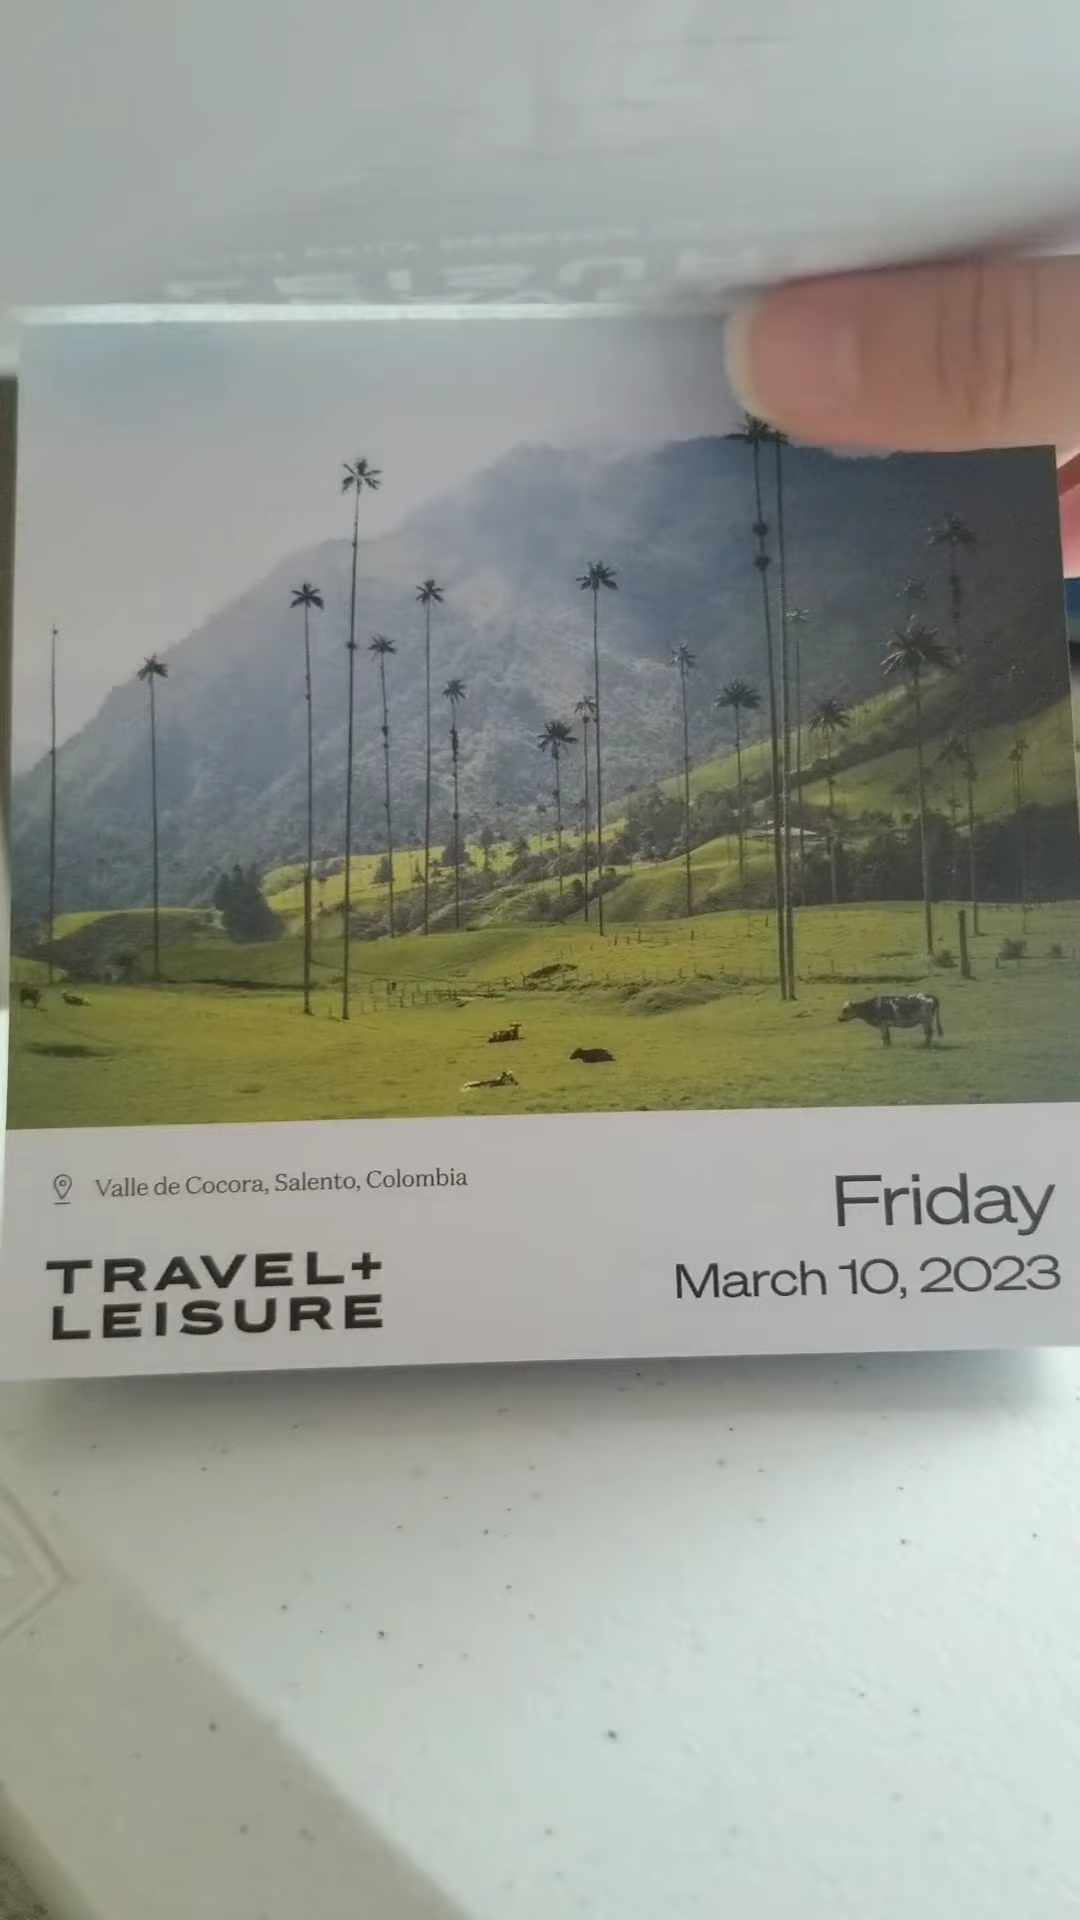 Valle de Cocora, Salento, Colombia
TRAVEL+
LEISURE
Friday
March 10, 2023